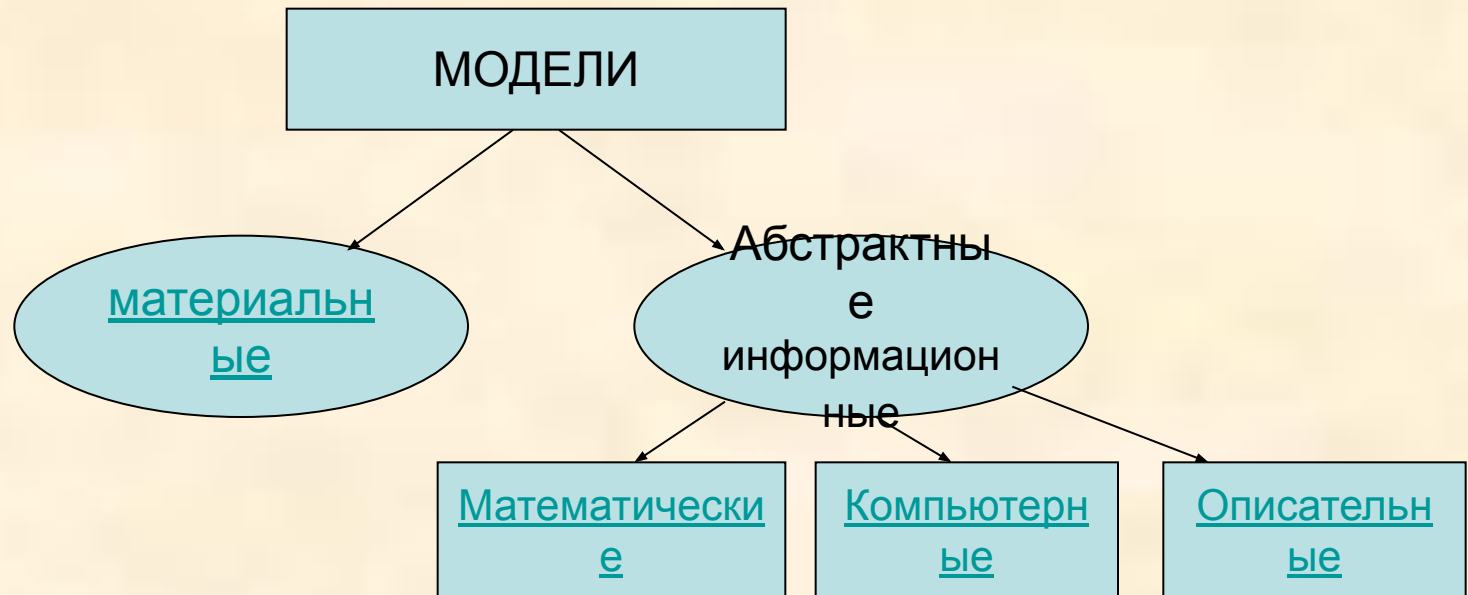 МОДЕЛИ
материальн
ые
Абстрактны
е
информацион
ные
Математически
е
Компьютерн
ые
Описательн
ые